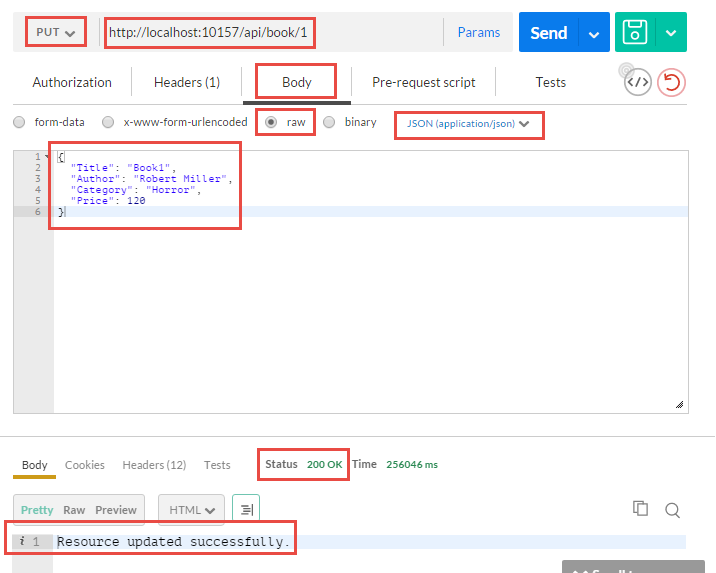 PUT http://localhost:10157/api/book/1 Params Send
Authorization Headers (1) Body Pre-request script Tests
form-data x-www-form-urlencoded raw binary JSON (application/json)
1 {
2 "Title": "Book1",
3 "Author": "Robert Miller",
4 "Category": "Horror",
5 "Price": 120
6 }
Body Cookies Headers (12) Tests Status 200 OK Time 256046 ms
Pretty Raw Preview HTML
i 1 Resource updated successfully.